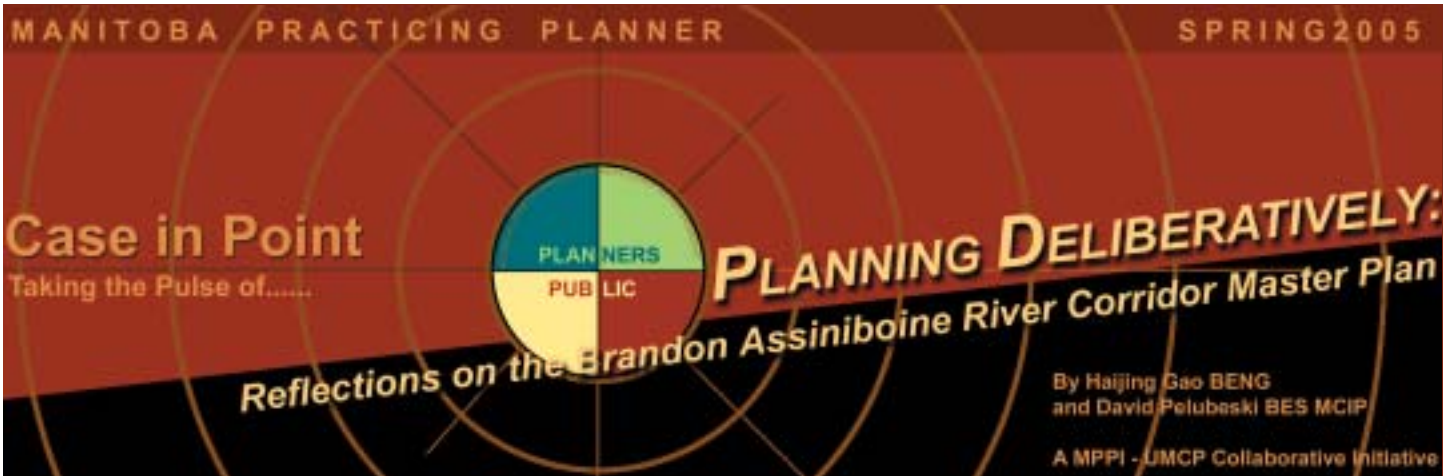 MANITOBA PRACTICING PLANNER SPRING2005
Case in Point
Taking the Pulse of......
PLANNERS
PUBLIC
PLANNING DELIBERATIVELY:
Reflections on the Brandon Assiniboine River Corridor Master Plan
By Haijing Gao BENG
and David Pelubeski BES MCIP
A MPPI - UMCP Collaborative Initiative